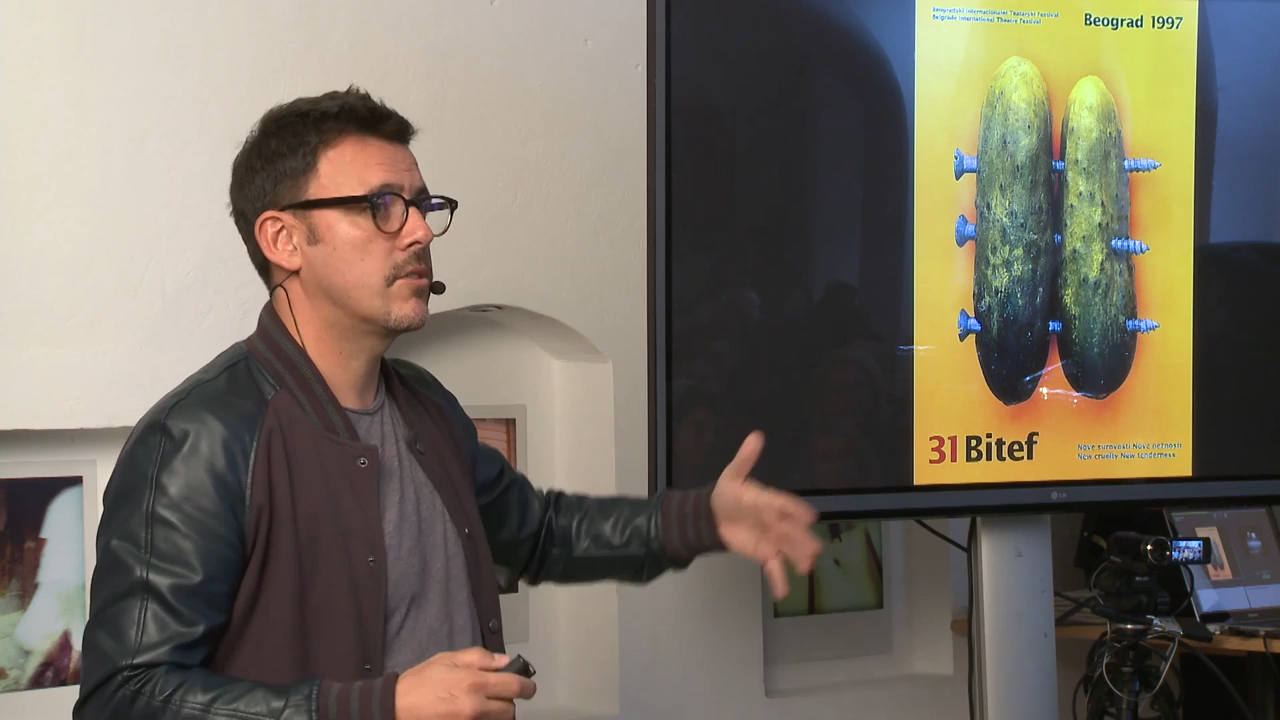 Beogradski internacionalni Teatarski Festival
Belgrade International Theatre Festival
Beograd 1997
31 Bitef
Nove surovosti Nove nežnosti
New cruelty New tenderness
LG